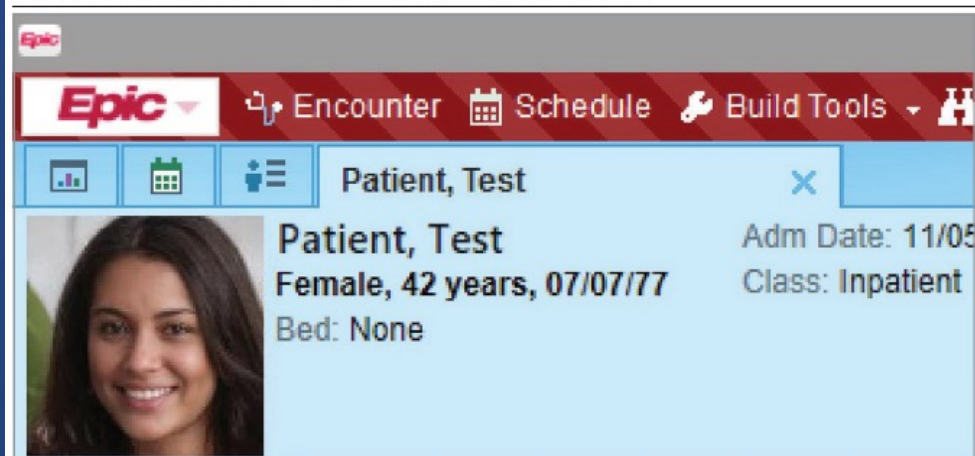 Epic
Epic Encounter Schedule Build Tools
Patient, Test
Patient, Test
Female, 42 years, 07/07/77
Bed: None
Adm Date: 11/05
Class: Inpatient